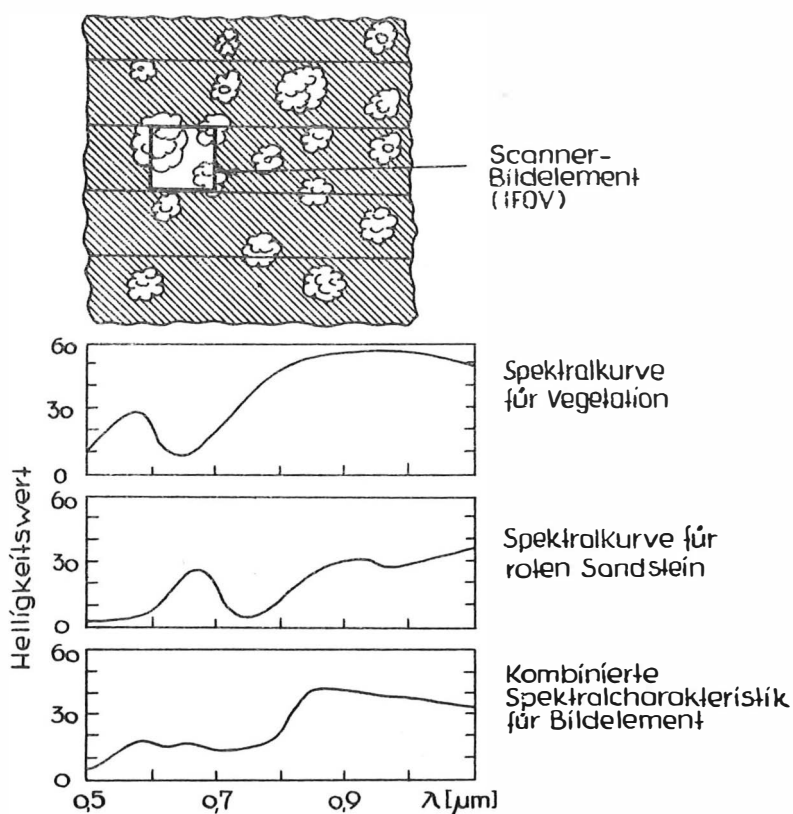 Scanner-
Bildelement
(IFOV)
60
30
0
Spektralkurve
für Vegetation
60
30
0
Spektralkurve für
roten Sandstein
Helligkeitswert
60
30
0
Kombinierte
Spektralcharakteristik
für Bildelement
0,5 0,7 0,9 λ [µm]